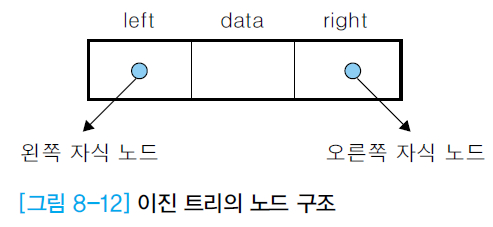 left data right
왼쪽 자식 노드 오른쪽 자식 노드
[그림 8-12] 이진 트리의 노드 구조